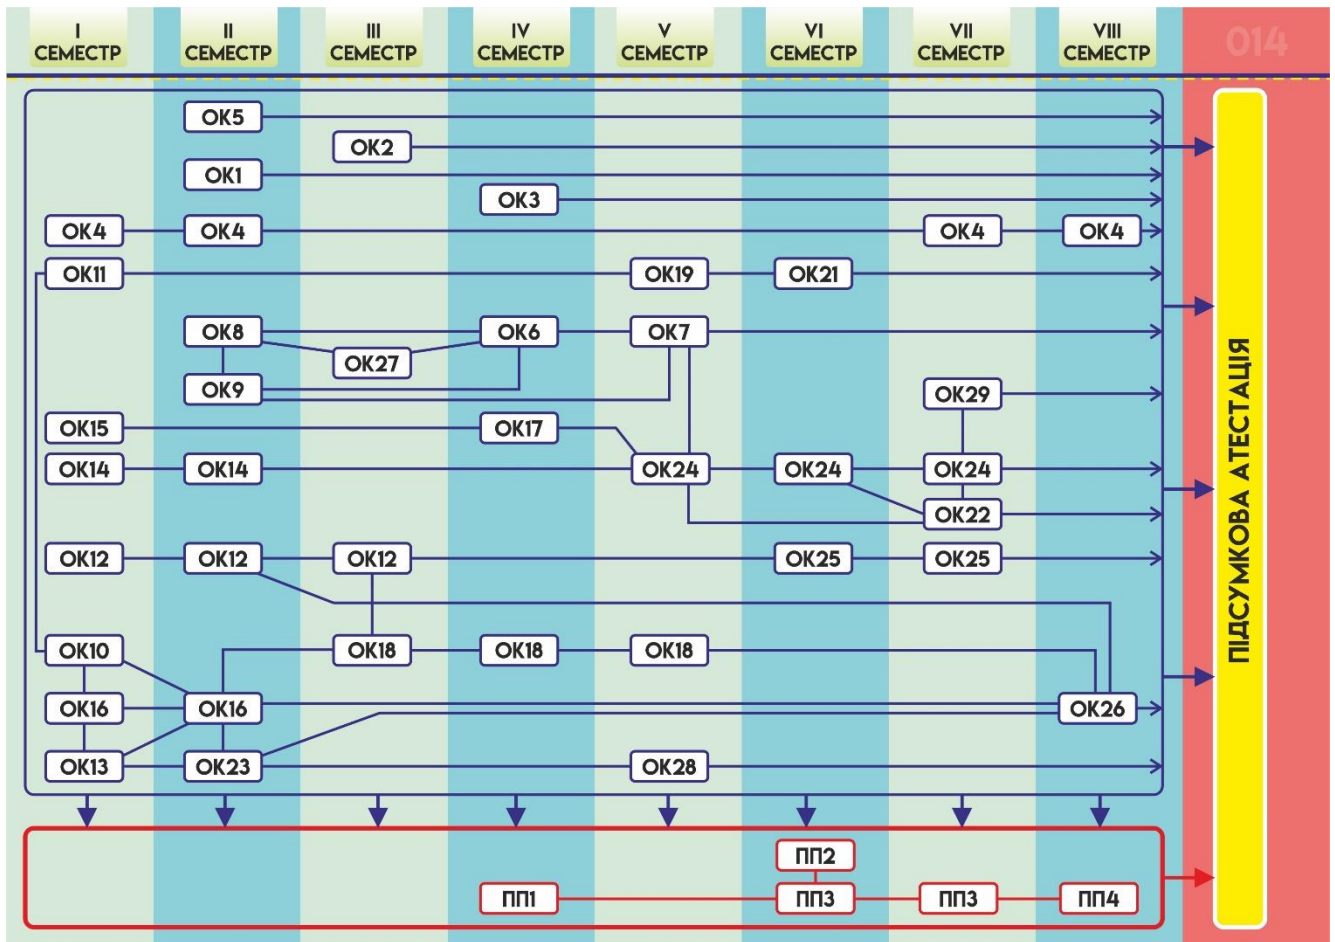 I
СЕМЕСТР
II
СЕМЕСТР
III
СЕМЕСТР
IV
СЕМЕСТР
V
СЕМЕСТР
VI
СЕМЕСТР
VII
СЕМЕСТР
VIII
СЕМЕСТР
014
ОК5
ОК2
ОК1
ОК3
ОК4 ОК4 ОК4 ОК4
ОК11 ОК19 ОК21
ОК8 ОК6 ОК7
ОК27
ОК9
ОК29
ОК15 ОК17
ОК14 ОК14 ОК24 ОК24 ОК24
ОК22
ОК12 ОК12 ОК12 ОК25 ОК25
ОК10 ОК18 ОК18 ОК18
ОК16 ОК16 ОК26
ОК13 ОК23 ОК28
ПП2
ПП1 ПП3 ПП3 ПП4
ПІДСУМКОВА АТЕСТАЦІЯ